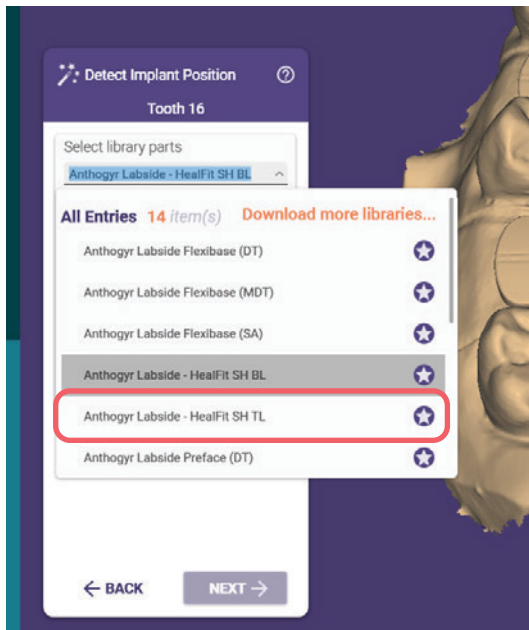 Detect Implant Position
Tooth 16
Select library parts
Anthogyr Labside - HealFit SH BL
All Entries 14 item(s) Download more libraries...
Anthogyr Labside Flexibase (DT)
Anthogyr Labside Flexibase (MDT)
Anthogyr Labside Flexibase (SA)
Anthogyr Labside - HealFit SH BL
Anthogyr Labside - HealFit SH TL
Anthogyr Labside Preface (DT)
BACK NEXT